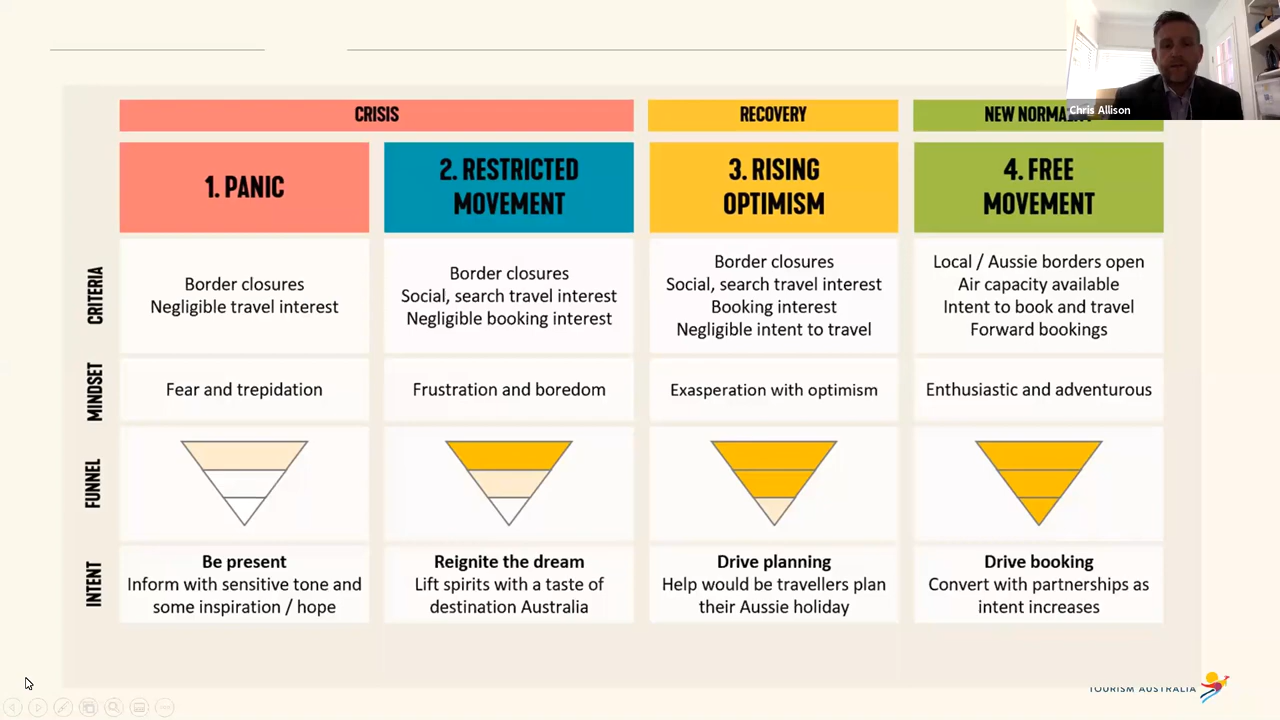 Chris Allison
CRISIS
RECOVERY
NEW
1. PANIC
2. RESTRICTED
MOVEMENT
3. RISING
OPTIMISM
4. FREE
MOVEMENT
CRITERIA
Border closures
Negligible travel interest
Border closures
Social, search travel interest
Negligible booking interest
Border closures
Social, search travel interest
Booking interest
Negligible intent to travel
Local / Aussie borders open
Air capacity available
Intent to book and travel
Forward bookings
MINDSET
Fear and trepidation
Frustration and boredom
Exasperation with optimism
Enthusiastic and adventurous
FUNNEL
INTENT
Be present
Inform with sensitive tone and
some inspiration / hope
Reignite the dream
Lift spirits with a taste of
destination Australia
Drive planning
Help would be travellers plan
their Aussie holiday
Drive booking
Convert with partnerships as
intent increases
TOURISM AUSTRALIA